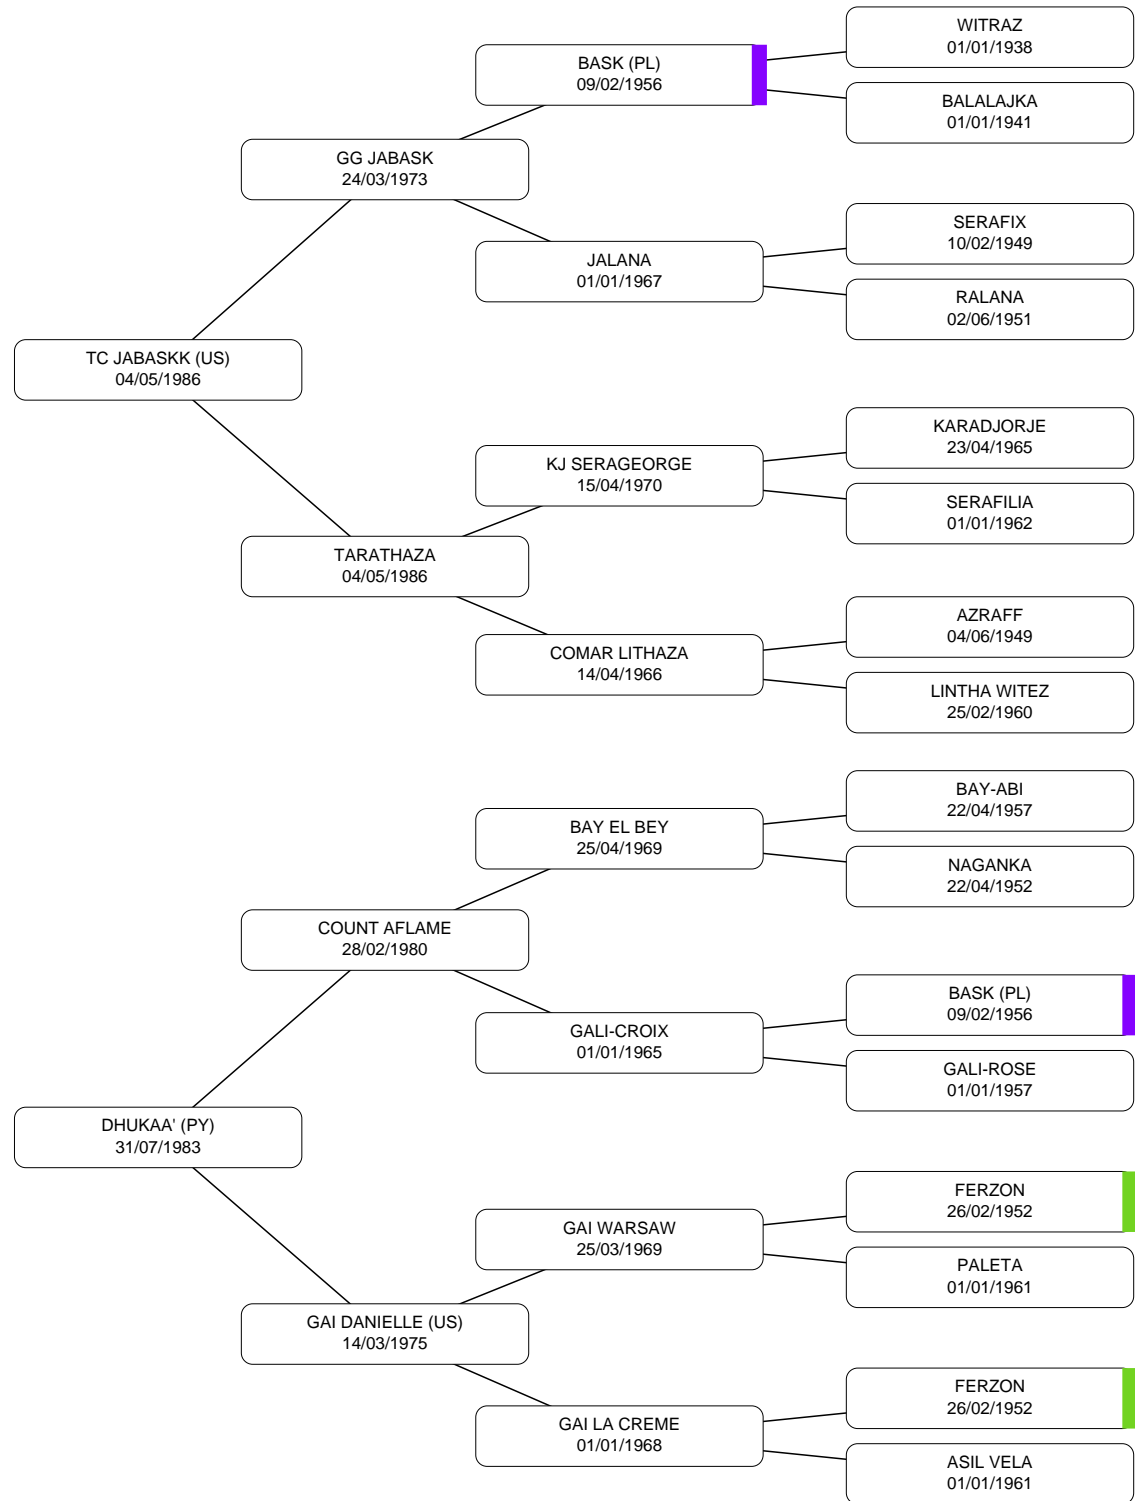 WITRAZ
01/01/1938
BASK (PL)
09/02/1956
BALALAJKA
01/01/1941
GG JABASK
24/03/1973
SERAFIX
10/02/1949
JALANA
01/01/1967
RALANA
02/06/1951
TC JABASKK (US)
04/05/1986
KARADJORJE
23/04/1965
KJ SERAGEORGE
15/04/1970
SERAFILIA
01/01/1962
TARATHAZA
04/05/1986
AZRAFF
04/06/1949
COMAR LITHAZA
14/04/1966
LINTHA WITEZ
25/02/1960
BAY-ABI
22/04/1957
BAY EL BEY
25/04/1969
NAGANKA
22/04/1952
COUNT AFLAME
28/02/1980
BASK (PL)
09/02/1956
GALI-CROIX
01/01/1965
GALI-ROSE
01/01/1957
DHUKAA' (PY)
31/07/1983
FERZON
26/02/1952
GAI WARSAW
25/03/1969
PALETA
01/01/1961
GAI DANIELLE (US)
14/03/1975
FERZON
26/02/1952
GAI LA CREME
01/01/1968
ASIL VELA
01/01/1961